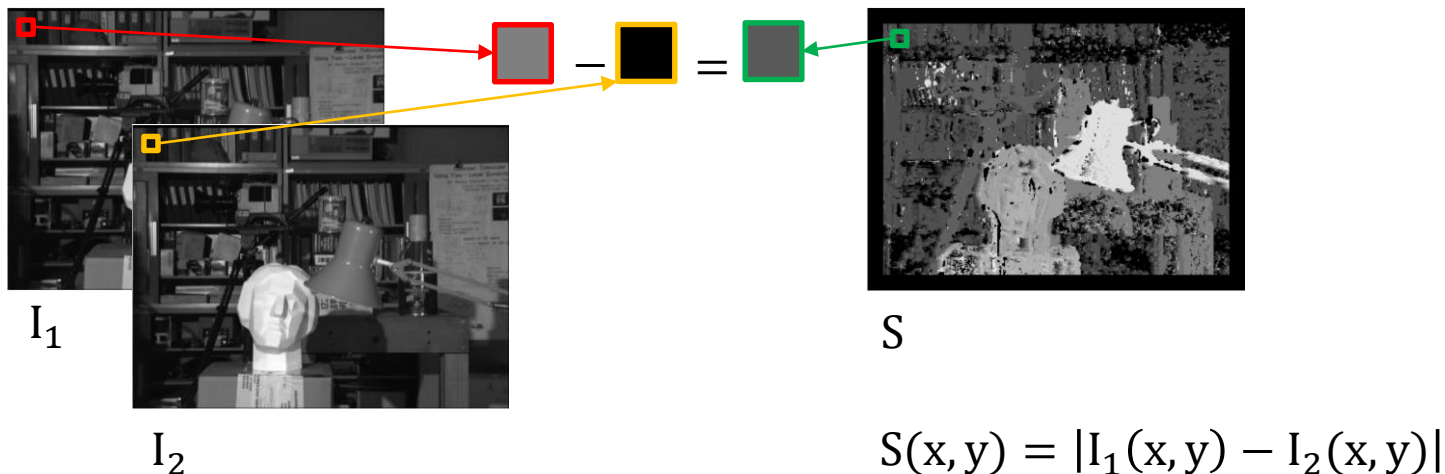 − =
I₁
S
I₂
S(x, y) = |I₁(x, y) − I₂(x, y)|